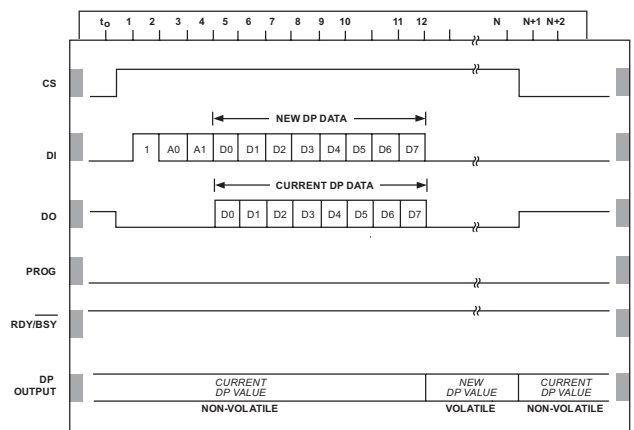 to 1 2 3 4 5 6 7 8 9 10 11 12 N N+1 N+2
CS
NEW DP DATA
DI 1 A0 A1 D0 D1 D2 D3 D4 D5 D6 D7
CURRENT DP DATA
DO D0 D1 D2 D3 D4 D5 D6 D7
PROG
RDY/BSY
DP
OUTPUT
CURRENT
DP VALUE
NON-VOLATILE
NEW
DP VALUE
VOLATILE
CURRENT
DP VALUE
NON-VOLATILE